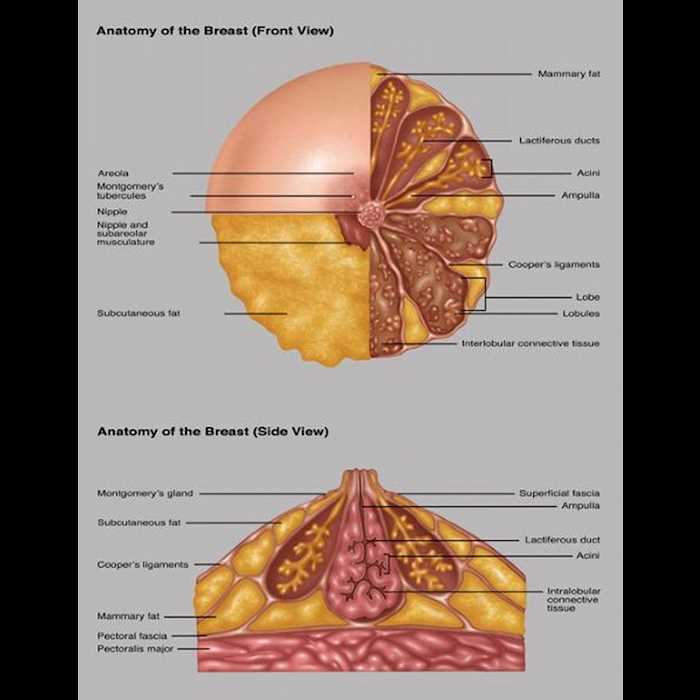 Anatomy of the Breast (Front View)
Mammary fat
Lactiferous ducts
Areola
Acini
Montgomery's
tubercules
Ampulla
Nipple
Nipple and
subareolar
musculature
Cooper's ligaments
Lobe
Subcutaneous fat
Lobules
Interlobular connective tissue
Anatomy of the Breast (Side View)
Montgomery's gland
Superficial fascia
Ampulla
Subcutaneous fat
Lactiferous duct
Acini
Cooper's ligaments
Intralobular
connective
tissue
Mammary fat
Pectoral fascia
Pectoralis major